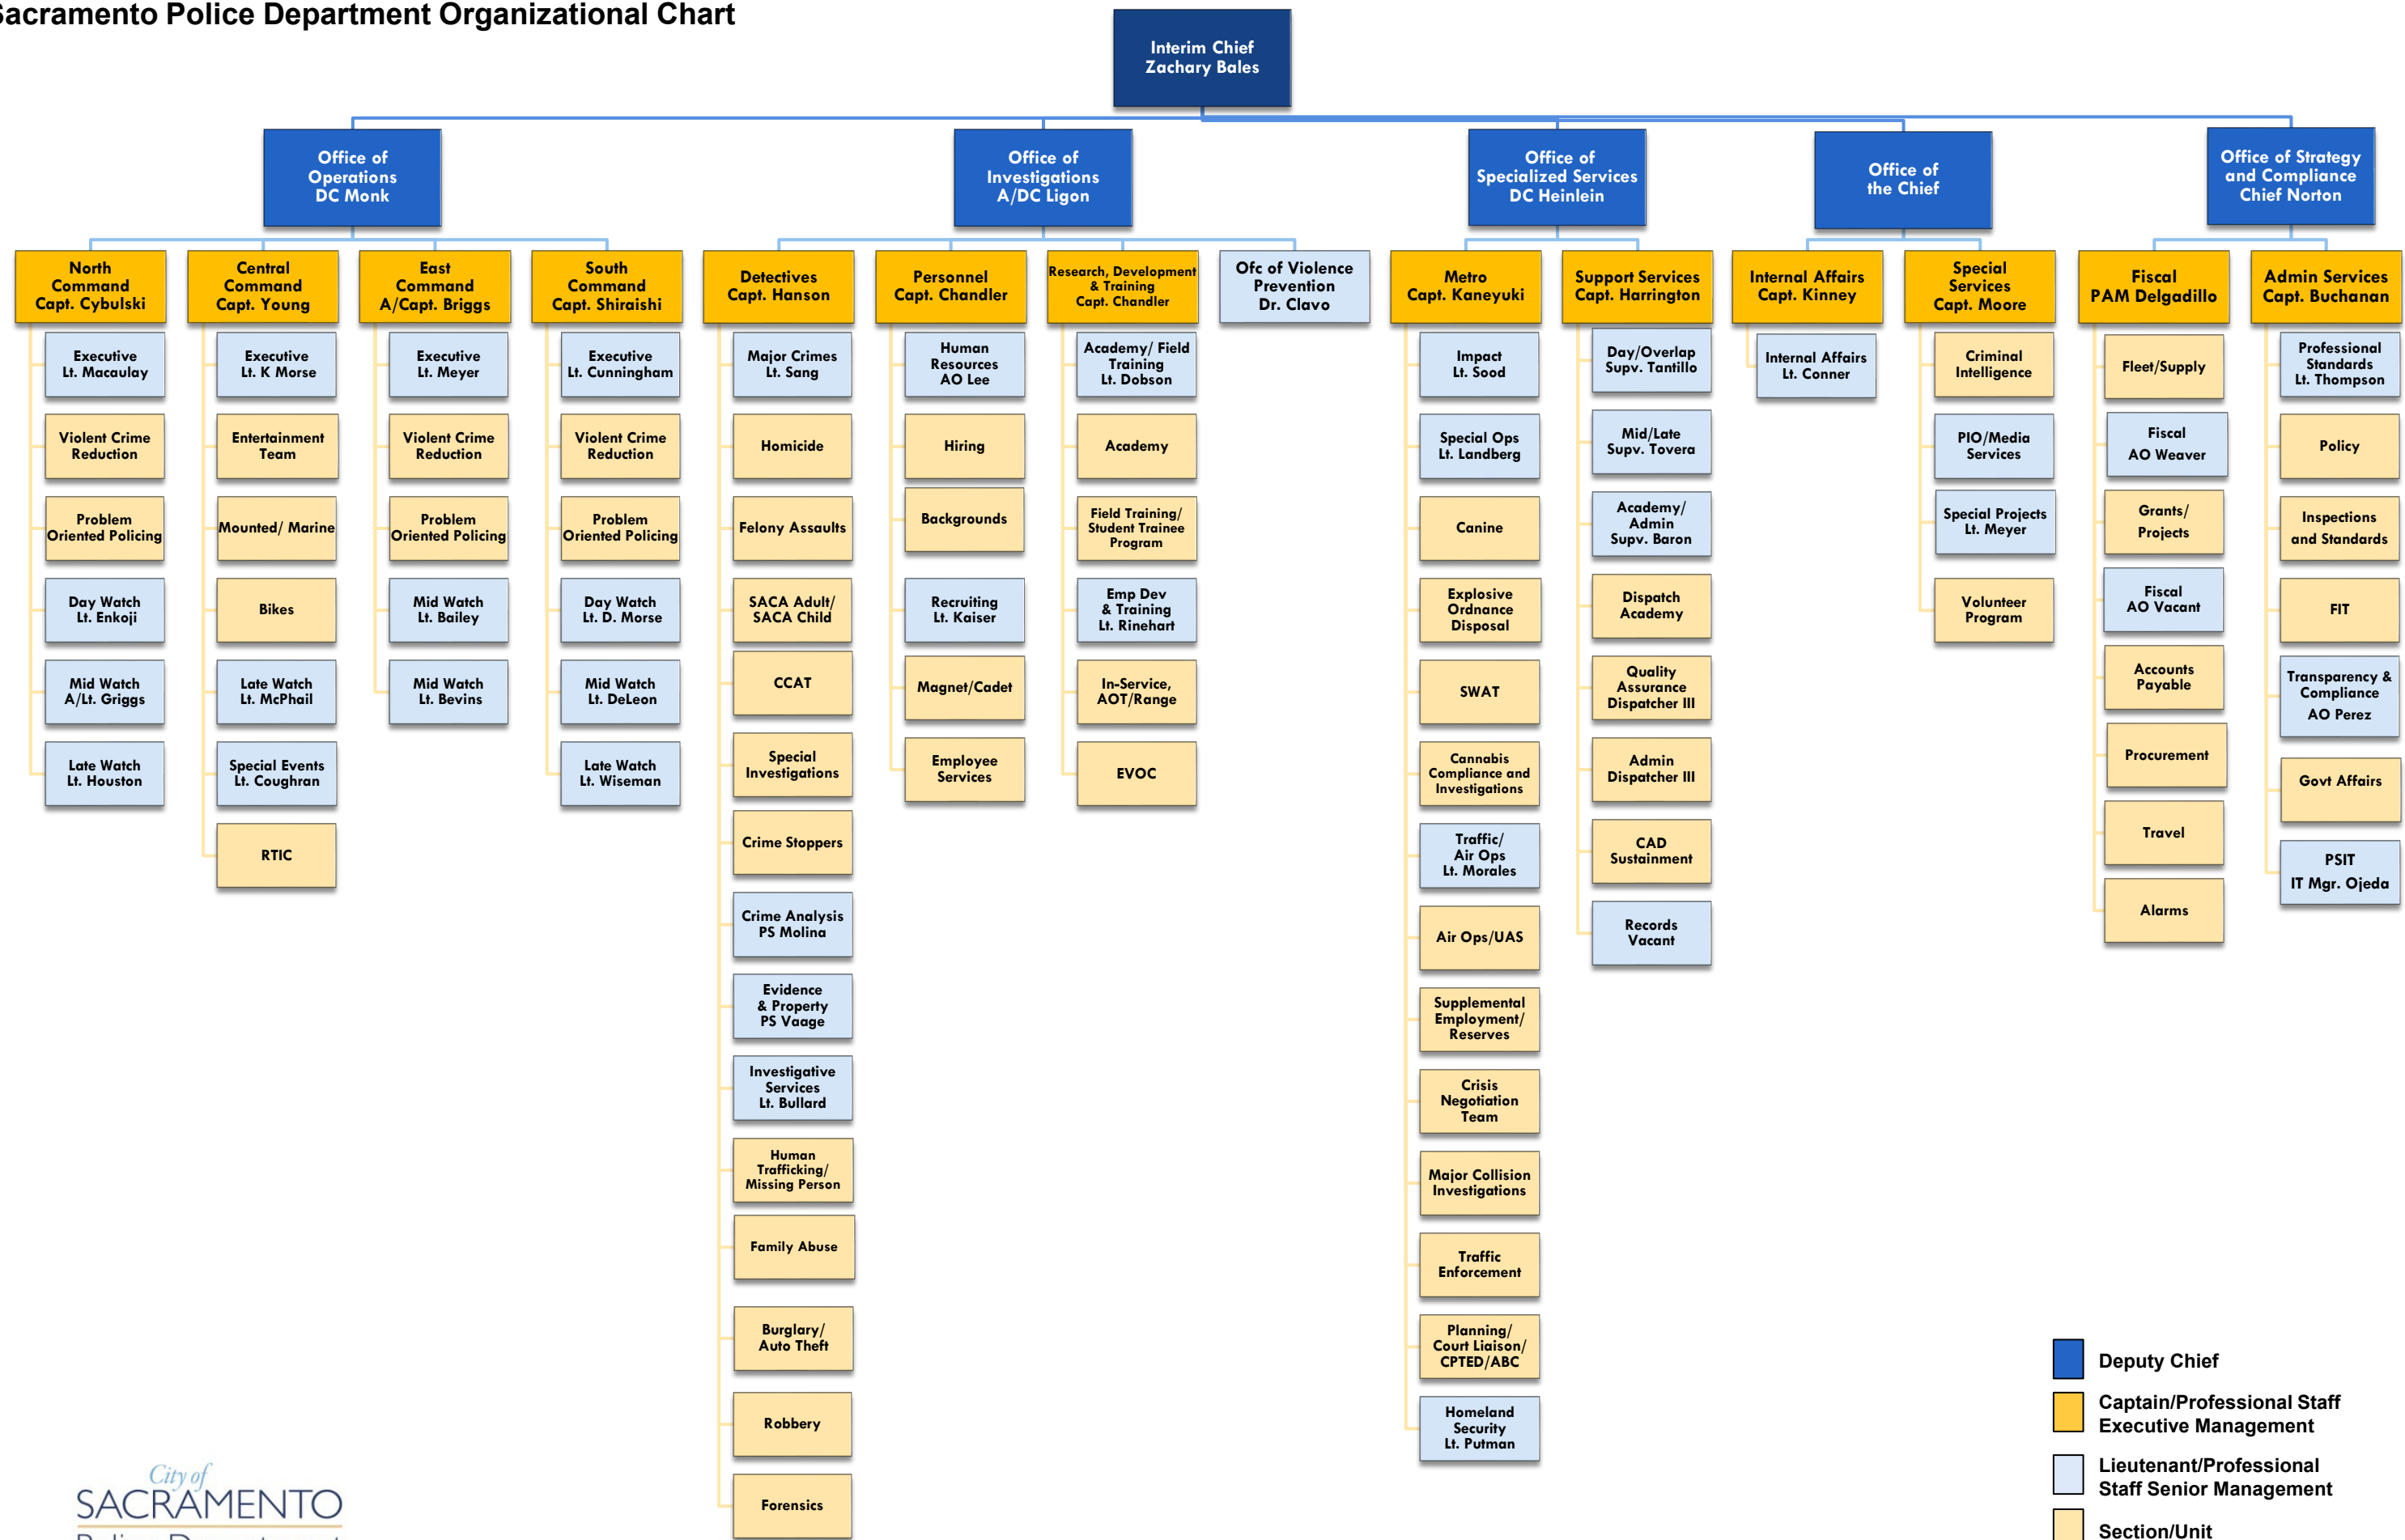 Sacramento Police Department Organizational Chart
Interim Chief
Zachary Bales
Office of
Operations
DC Monk
Office of
Investigations
A/DC Ligon
Office of
Specialized Services
DC Heinlein
Office of
the Chief
Office of Strategy
and Compliance
Chief Norton
North
Command
Capt. Cybulski
Executive
Lt. Macaulay
Violent Crime
Reduction
Problem
Oriented Policing
Day Watch
Lt. Enkoji
Mid Watch
A/Lt. Griggs
Late Watch
Lt. Houston
Central
Command
Capt. Young
Executive
Lt. K Morse
Entertainment
Team
Mounted/ Marine
Bikes
Late Watch
Lt. McPhail
Special Events
Lt. Coughran
RTIC
East
Command
A/Capt. Briggs
Executive
Lt. Meyer
Violent Crime
Reduction
Problem
Oriented Policing
Mid Watch
Lt. Bailey
Mid Watch
Lt. Bevins
South
Command
Capt. Shiraishi
Executive
Lt. Cunningham
Violent Crime
Reduction
Problem
Oriented Policing
Day Watch
Lt. D. Morse
Mid Watch
Lt. DeLeon
Late Watch
Lt. Wiseman
Detectives
Capt. Hanson
Major Crimes
Lt. Sang
Homicide
Felony Assaults
SACA Adult/
SACA Child
CCAT
Special
Investigations
Crime Stoppers
Crime Analysis
PS Molina
Evidence
& Property
PS Vaage
Investigative
Services
Lt. Bullard
Human
Trafficking/
Missing Person
Family Abuse
Burglary/
Auto Theft
Robbery
Forensics
Personnel
Capt. Chandler
Human
Resources
AO Lee
Hiring
Backgrounds
Recruiting
Lt. Kaiser
Magnet/Cadet
Employee
Services
Research, Development
& Training
Capt. Chandler
Academy/ Field
Training
Lt. Dobson
Academy
Field Training/
Student Trainee
Program
Emp Dev
& Training
Lt. Rinehart
In-Service,
AOT/Range
EVOC
Ofc of Violence
Prevention
Dr. Clavo
Metro
Capt. Kaneyuki
Impact
Lt. Sood
Special Ops
Lt. Landberg
Canine
Explosive
Ordnance
Disposal
SWAT
Cannabis
Compliance and
Investigations
Traffic/
Air Ops
Lt. Morales
Air Ops/UAS
Supplemental
Employment/
Reserves
Crisis
Negotiation
Team
Major Collision
Investigations
Traffic
Enforcement
Planning/
Court Liaison/
CPTED/ABC
Homeland
Security
Lt. Putman
Support Services
Capt. Harrington
Day/Overlap
Supv. Tantillo
Mid/Late
Supv. Tovera
Academy/
Admin
Supv. Baron
Dispatch
Academy
Quality
Assurance
Dispatcher III
Admin
Dispatcher III
CAD
Sustainment
Records
Vacant
Internal Affairs
Capt. Kinney
Internal Affairs
Lt. Conner
Special
Services
Capt. Moore
Criminal
Intelligence
PIO/Media
Services
Special Projects
Lt. Meyer
Volunteer
Program
Fiscal
PAM Delgadillo
Fleet/Supply
Fiscal
AO Weaver
Grants/
Projects
Fiscal
AO Vacant
Accounts
Payable
Procurement
Travel
Alarms
Admin Services
Capt. Buchanan
Professional
Standards
Lt. Thompson
Policy
Inspections
and Standards
FIT
Transparency &
Compliance
AO Perez
Govt Affairs
PSIT
IT Mgr. Ojeda
Deputy Chief
Captain/Professional Staff
Executive Management
Lieutenant/Professional
Staff Senior Management
Section/Unit
City of
SACRAMENTO
Police Department